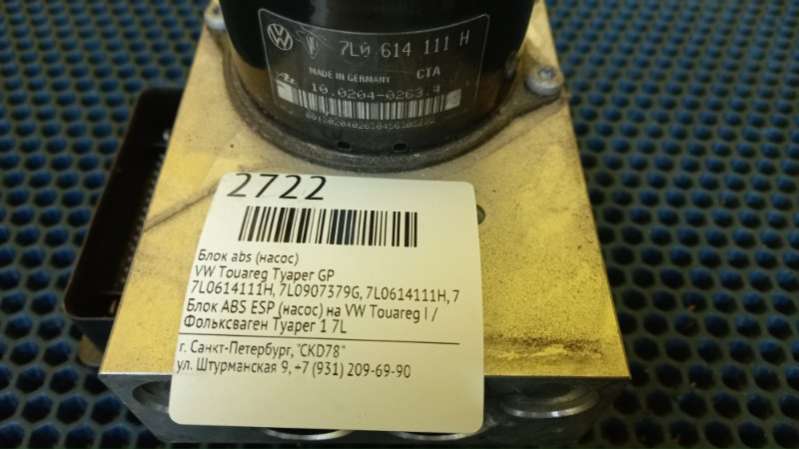 7L0 614 111 H
MADE IN GERMANY CTA
10.0204-0263.4
2722
Блок abs (насос)
VW Touareg Туарег GP
7L0614111H, 7L0907379G, 7L0614111H, 7
Блок ABS ESP (насос) на VW Touareg I /
Фольксваген Туарег 1 7L
г. Санкт-Петербург, "CKD78"
ул. Штурманская 9, +7 (931) 209-69-90